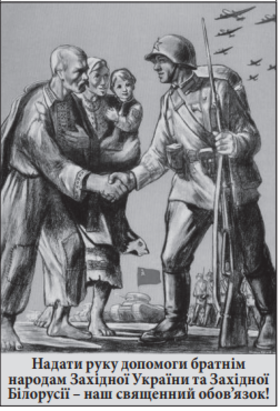 Надати руку допомоги братнім
народам Західної України та Західної
Білорусії – наш священний обов'язок!